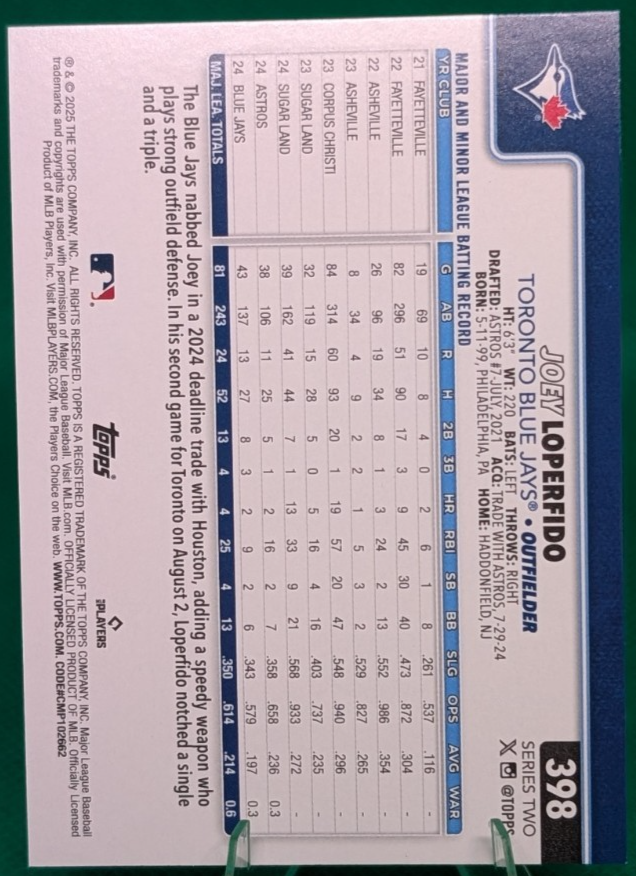 398
SERIES TWO
@TOPPS
JOEY LOPERFIDO
TORONTO BLUE JAYS® • OUTFIELDER
HT: 6'3" WT: 220 BATS: LEFT THROWS: RIGHT
DRAFTED: ASTROS #7-JULY, 2021 ACQ: TRADE WITH ASTROS, 7-29-24
BORN: 5-11-99, PHILADELPHIA, PA HOME: HADDONFIELD, NJ
MAJOR AND MINOR LEAGUE BATTING RECORD
YR CLUB G AB R H 2B 3B HR RBI SB BB SLG OPS AVG WAR
21 FAYETTEVILLE 19 69 10 8 4 0 2 6 1 8 .261 .537 .116 -
22 FAYETTEVILLE 82 296 51 90 17 3 9 45 30 40 .473 .872 .304 -
22 ASHEVILLE 26 96 19 34 8 1 3 24 2 13 .552 .986 .354 -
23 ASHEVILLE 8 34 4 9 2 2 1 5 3 2 .529 .827 .265 -
23 CORPUS CHRISTI 84 314 60 93 20 1 19 57 20 47 .548 .940 .296 -
23 SUGAR LAND 32 119 15 28 5 0 5 16 4 16 .403 .737 .235 -
24 SUGAR LAND 39 162 41 44 7 1 13 33 9 21 .568 .933 .272 -
24 ASTROS 38 106 11 25 5 1 2 16 2 7 .358 .658 .236 0.3
24 BLUE JAYS 43 137 13 27 8 3 2 9 2 6 .343 .579 .197 0.3
MAJ. LEA. TOTALS 81 243 24 52 13 4 4 25 4 13 .350 .614 .214 0.6
The Blue Jays nabbed Joey in a 2024 deadline trade with Houston, adding a speedy weapon who
plays strong outfield defense. In his second game for Toronto on August 2, Loperfido notched a single
and a triple.
topps®
MLB PLAYERS
® & © 2025 THE TOPPS COMPANY, INC. ALL RIGHTS RESERVED. TOPPS IS A REGISTERED TRADEMARK OF THE TOPPS COMPANY, INC. Major League Baseball
trademarks and copyrights are used with permission of Major League Baseball. Visit MLB.com. OFFICIALLY LICENSED PRODUCT OF MLB. Officially Licensed
Product of MLB Players, Inc. Visit MLBPLAYERS.COM, the Players Choice on the web. WWW.TOPPS.COM. CODE#CMP102662